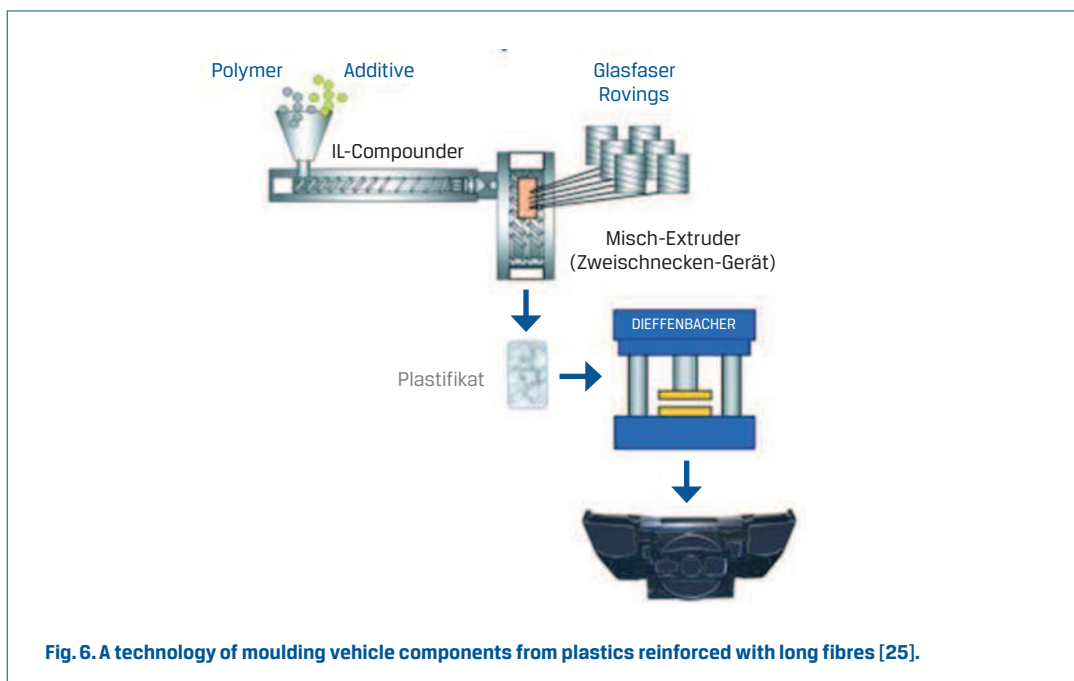 Polymer
Additive
Glasfaser
Rovings
IL-Compounder
Misch-Extruder
(Zweischnecken-Gerät)
DIEFFENBACHER
Plastifikat
Fig. 6. A technology of moulding vehicle components from plastics reinforced with long fibres [25].